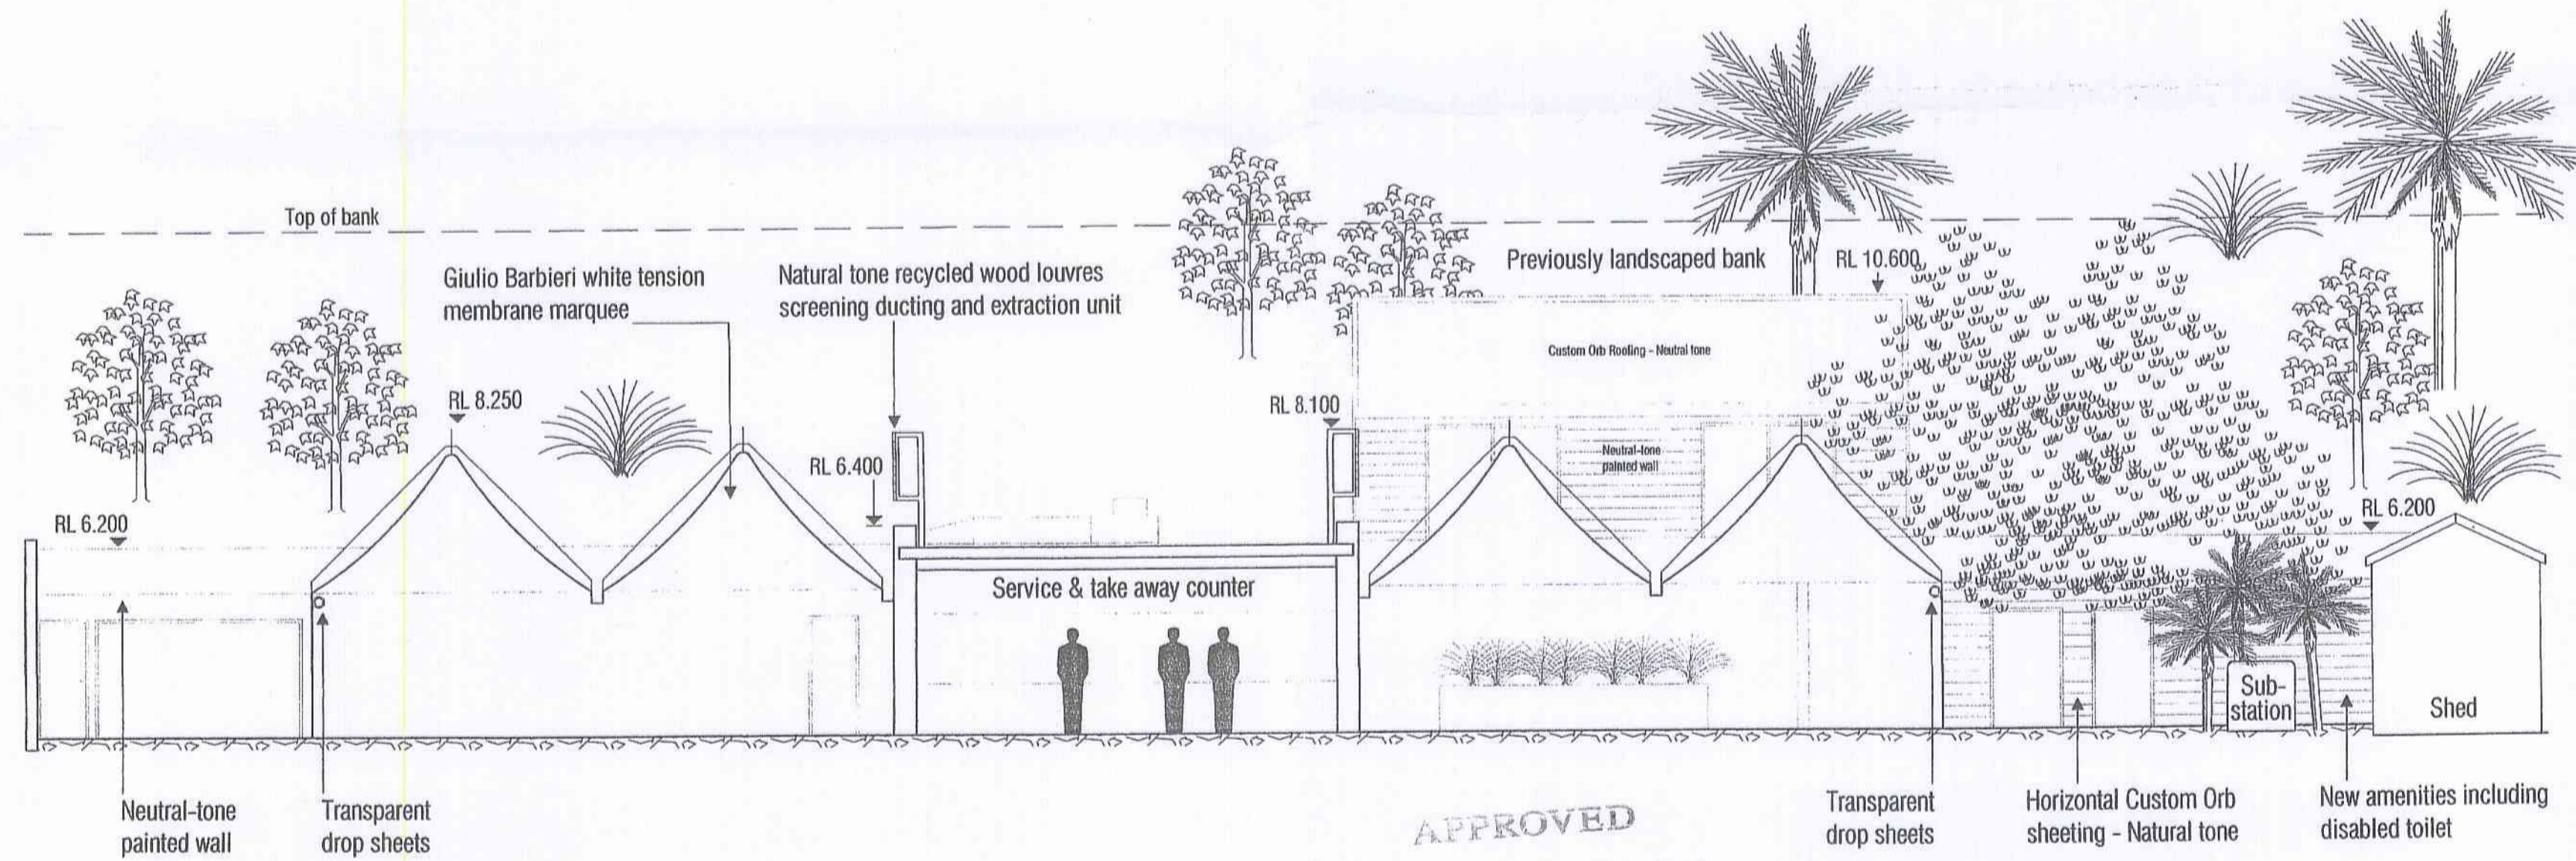 Top of bank
Giulio Barbieri white tension
membrane marquee
Natural tone recycled wood louvres
screening ducting and extraction unit
Previously landscaped bank
RL 10.600
Custom Orb Roofing - Neutral tone
RL 8.250
RL 8.100
RL 6.400
Neutral-tone
painted wall
RL 6.200
RL 6.200
Service & take away counter
Sub-
station
Shed
Neutral-tone
painted wall
Transparent
drop sheets
APPROVED
Transparent
drop sheets
Horizontal Custom Orb
sheeting - Natural tone
New amenities including
disabled toilet